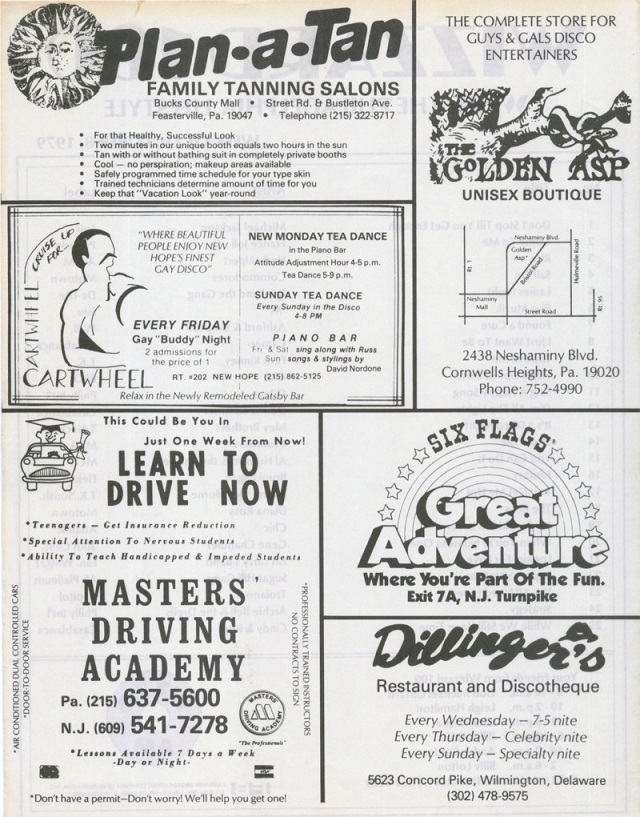 Plan-a-Tan
FAMILY TANNING SALONS
Bucks County Mall • Street Rd. & Bustleton Ave.
Feasterville, Pa. 19047 • Telephone (215) 322-8717
• For that Healthy, Successful Look
• Two minutes in our unique booth equals two hours in the sun
• Tan with or without bathing suit in completely private booths
• Cool — no perspiration; makeup areas available
• Safely programmed time schedule for your type skin
• Trained technicians determine amount of time for you
• Keep that "Vacation Look" year-round
THE COMPLETE STORE FOR
GUYS & GALS DISCO
ENTERTAINERS
THE
GOLDEN ASP
UNISEX BOUTIQUE
Neshaminy Blvd.
Golden
Asp*
Bristol Road
Rt. 1
Hulmeville Road
Neshaminy
Mall
Street Road
Rt. 95
2438 Neshaminy Blvd.
Cornwells Heights, Pa. 19020
Phone: 752-4990
CRUISE UP
FOR...
CARTWHEEL
CARTWHEEL
"WHERE BEAUTIFUL
PEOPLE ENJOY NEW
HOPE'S FINEST
GAY DISCO"
EVERY FRIDAY
Gay "Buddy" Night
2 admissions for
the price of 1
NEW MONDAY TEA DANCE
in the Piano Bar
Attitude Adjustment Hour 4-5 p.m.
Tea Dance 5-9 p.m.
SUNDAY TEA DANCE
Every Sunday in the Disco
4-8 PM
PIANO BAR
Fri & Sat sing along with Russ
Sun songs & stylings by
David Nordone
RT. #202 NEW HOPE (215) 862-5125
Relax in the Newly Remodeled Gatsby Bar
This Could Be You In
Just One Week From Now!
LEARN TO
DRIVE NOW
*Teenagers — Get Insurance Reduction
*Special Attention To Nervous Students
*Ability To Teach Handicapped & Impeded Students
*AIR CONDITIONED DUAL CONTROLLED CARS
*DOOR-TO-DOOR SERVICE
MASTERS
DRIVING
ACADEMY
*PROFESSIONALLY TRAINED INSTRUCTORS
NO CONTRACTS TO SIGN
Pa. (215) 637-5600
N.J. (609) 541-7278
MASTERS
DRIVING ACADEMY
"The Professionals"
*Lessons Available 7 Days a Week
-Day or Night-
*Don't have a permit—Don't worry! We'll help you get one!
SIX FLAGS
Great
Adventure
Where You're Part Of The Fun.
Exit 7A, N.J. Turnpike
Dillinger's
Restaurant and Discotheque
Every Wednesday — 7-5 nite
Every Thursday — Celebrity nite
Every Sunday — Specialty nite
5623 Concord Pike, Wilmington, Delaware
(302) 478-9575